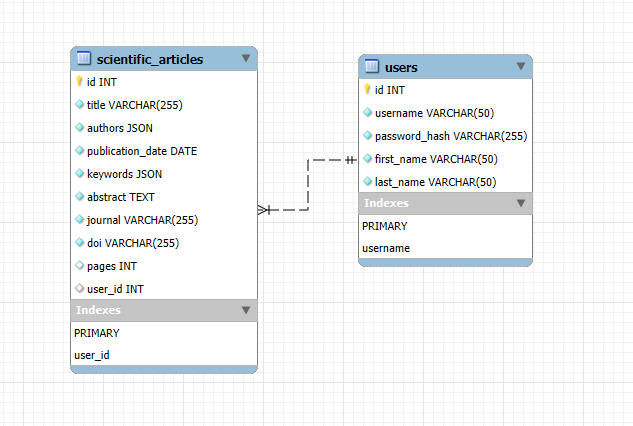 scientific_articles
id INT
title VARCHAR(255)
authors JSON
publication_date DATE
keywords JSON
abstract TEXT
journal VARCHAR(255)
doi VARCHAR(255)
pages INT
user_id INT
Indexes
PRIMARY
user_id
users
id INT
username VARCHAR(50)
password_hash VARCHAR(255)
first_name VARCHAR(50)
last_name VARCHAR(50)
Indexes
PRIMARY
username